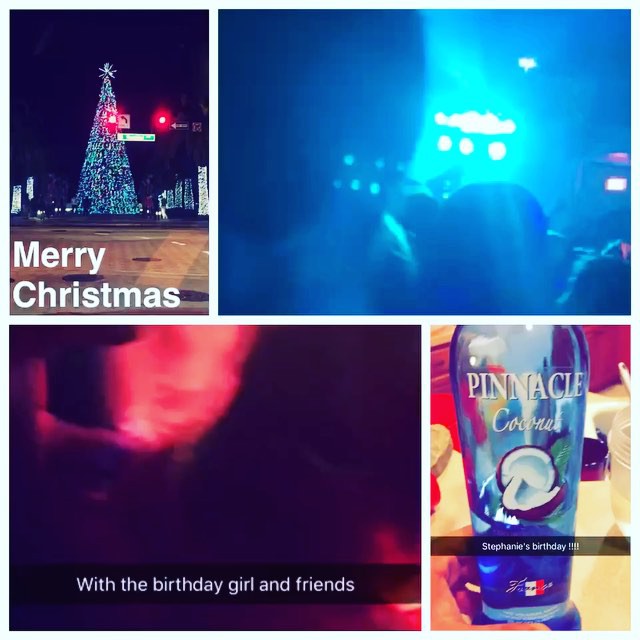 Merry
Christmas
With the birthday girl and friends
PINNACLE
Coconut
Stephanie's birthday !!!!